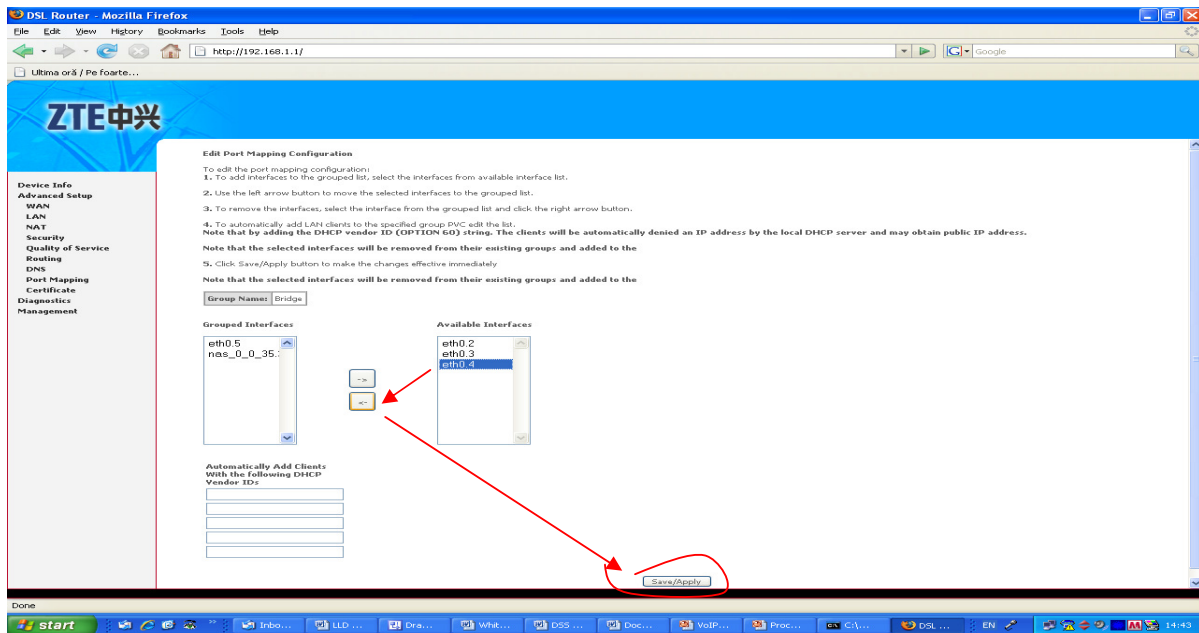 DSL Router - Mozilla Firefox
File Edit View History Bookmarks Tools Help
http://192.168.1.1/
G Google
Ultima oră / Pe foarte...
ZTE中兴
Device Info
Advanced Setup
WAN
LAN
NAT
Security
Quality of Service
Routing
DNS
Port Mapping
Certificate
Diagnostics
Management
Edit Port Mapping Configuration
To edit the port mapping configuration:
1. To add interfaces to the grouped list, select the interfaces from available interface list.
2. Use the left arrow button to move the selected interfaces to the grouped list.
3. To remove the interfaces, select the interface from the grouped list and click the right arrow button.
4. To automatically add LAN clients to the specified group PVC edit the list.
Note that by adding the DHCP vendor ID (OPTION 60) string. The clients will be automatically denied an IP address by the local DHCP server and may obtain public IP address.
Note that the selected interfaces will be removed from their existing groups and added to the
5. Click Save/Apply button to make the changes effective immediately
Note that the selected interfaces will be removed from their existing groups and added to the
Group Name: Bridge
Grouped Interfaces
Available Interfaces
eth0.5
nas_0_0_35.
eth0.2
eth0.3
eth0.4
->
<-
Automatically Add Clients
With the following DHCP
Vendor IDs
Save/Apply
Done
start
Inbo...
LLD ...
Dra...
Whit...
DSS ...
Doc...
VoIP...
Proc...
C:\...
DSL ...
EN
14:43